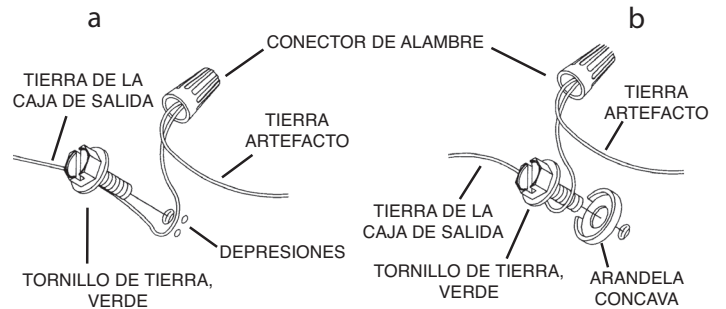 a
b
CONECTOR DE ALAMBRE
TIERRA DE LA
CAJA DE SALIDA
TIERRA
ARTEFACTO
DEPRESIONES
TORNILLO DE TIERRA,
VERDE
TIERRA
ARTEFACTO
TIERRA DE LA
CAJA DE SALIDA
TORNILLO DE TIERRA,
VERDE
ARANDELA
CONCAVA